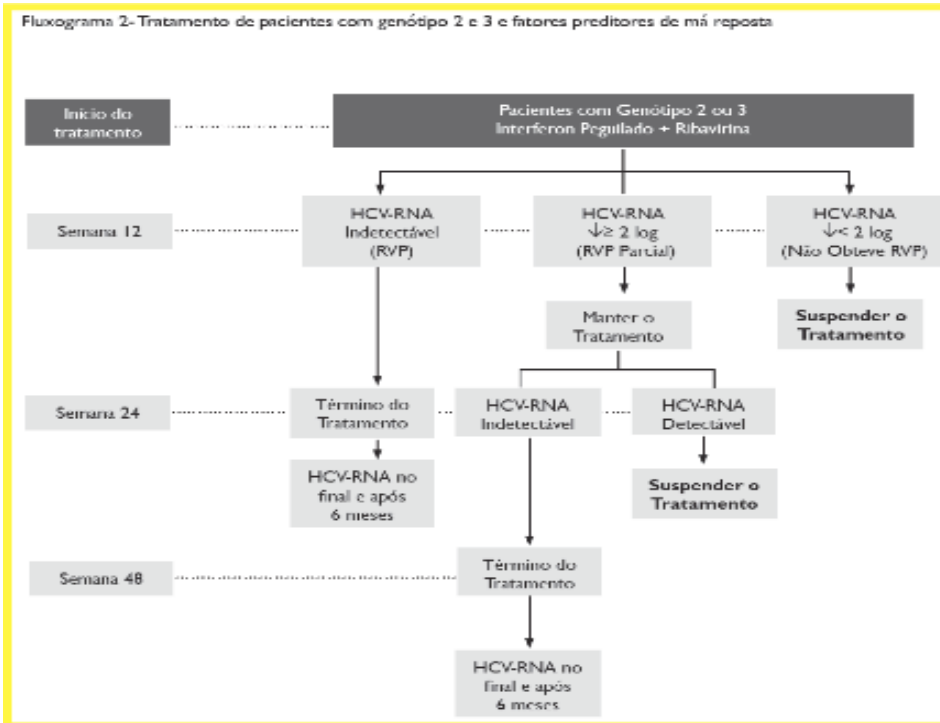 Fluxograma 2- Tratamento de pacientes com genótipo 2 e 3 e fatores preditores de má reposta
Início do
tratamento
Pacientes com Genótipo 2 ou 3
Interferon Peguilado + Ribavirina
Semana 12
HCV-RNA
Indetectável
(RVP)
HCV-RNA
↓≥ 2 log
(RVP Parcial)
HCV-RNA
↓< 2 log
(Não Obteve RVP)
Manter o
Tratamento
Suspender o
Tratamento
Semana 24
Término do
Tratamento
HCV-RNA
Indetectável
HCV-RNA
Detectável
HCV-RNA no
final e após
6 meses
Suspender o
Tratamento
Semana 48
Término do
Tratamento
HCV-RNA no
final e após
6 meses